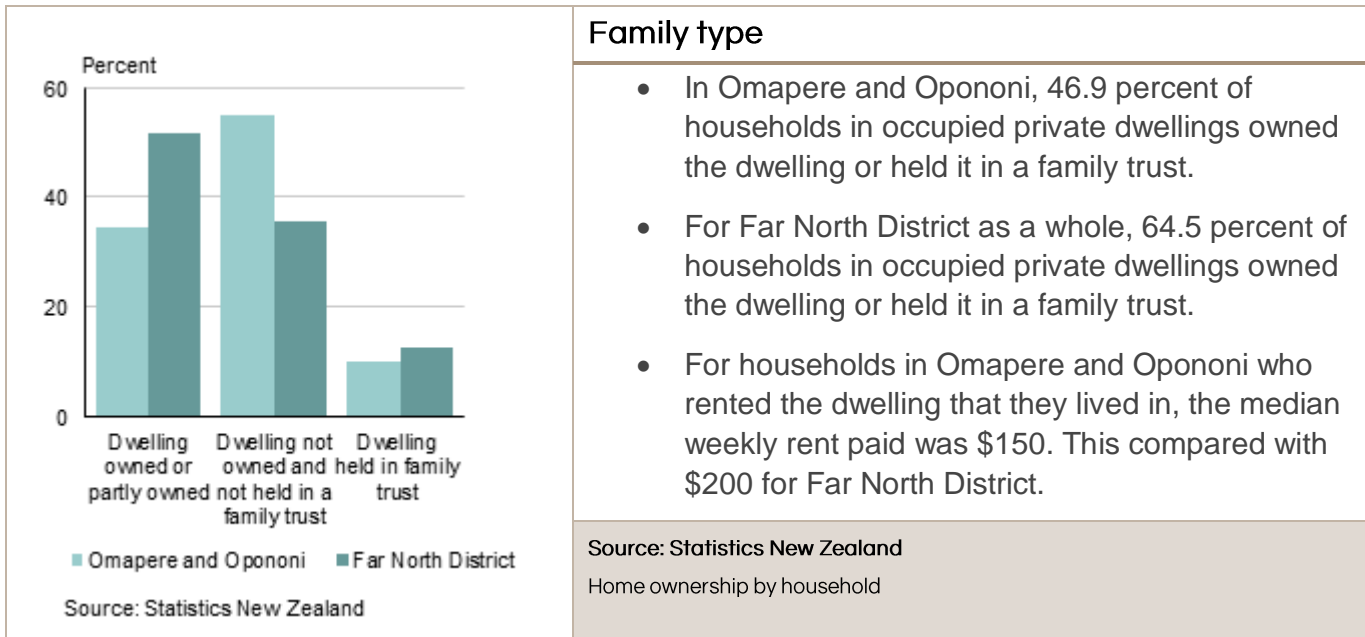 Percent
60
40
20
0
Dwelling owned or partly owned
Dwelling not owned and not held in a family trust
Dwelling held in family trust
Omapere and Opononi
Far North District
Source: Statistics New Zealand
Family type
• In Omapere and Opononi, 46.9 percent of
households in occupied private dwellings owned
the dwelling or held it in a family trust.
• For Far North District as a whole, 64.5 percent of
households in occupied private dwellings owned
the dwelling or held it in a family trust.
• For households in Omapere and Opononi who
rented the dwelling that they lived in, the median
weekly rent paid was $150. This compared with
$200 for Far North District.
Source: Statistics New Zealand
Home ownership by household